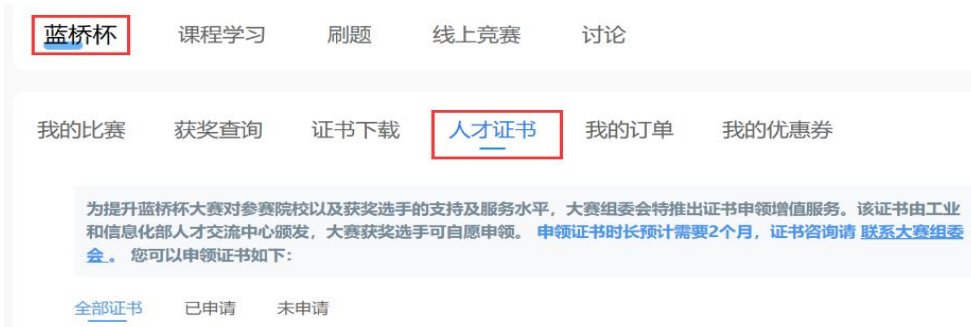 蓝桥杯 课程学习 刷题 线上竞赛 讨论
我的比赛 获奖查询 证书下载 人才证书 我的订单 我的优惠券
为提升蓝桥杯大赛对参赛院校以及获奖选手的支持及服务水平，大赛组委会特推出证书申领增值服务。该证书由工业
和信息化部人才交流中心颁发，大赛获奖选手可自愿申领。 申领证书时长预计需要2个月，证书咨询请 联系大赛组委
会 。 您可以申领证书如下：
全部证书 已申请 未申请